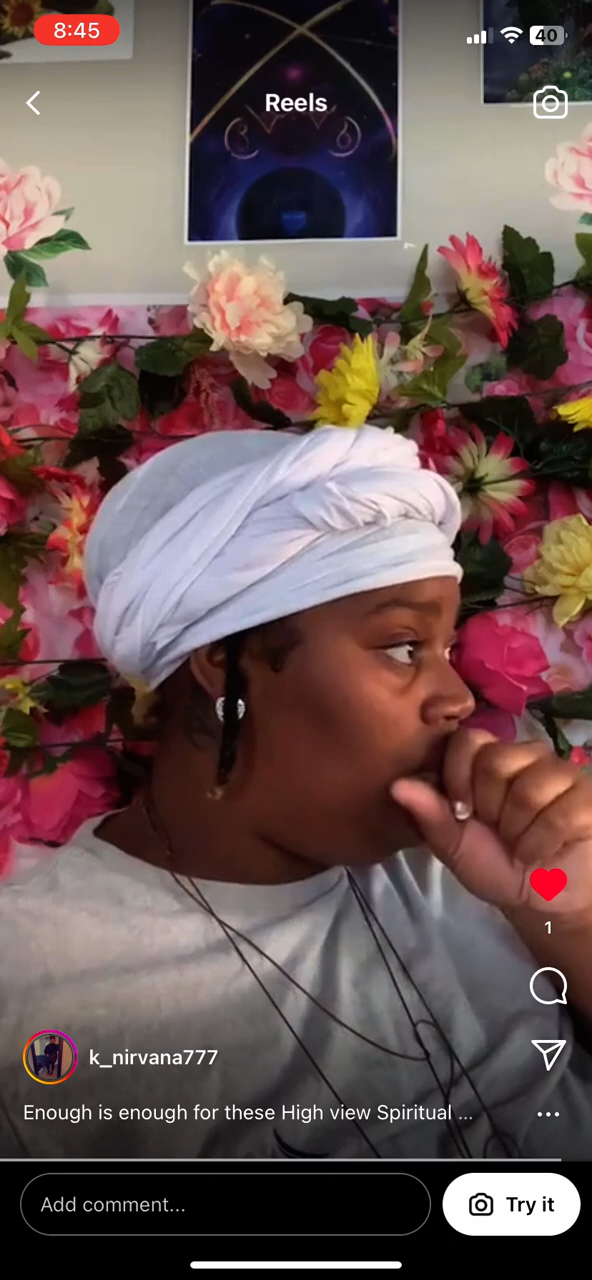 8:45
40
Reels
1
k_nirvana777
Enough is enough for these High view Spiritual ...
Add comment...
Try it